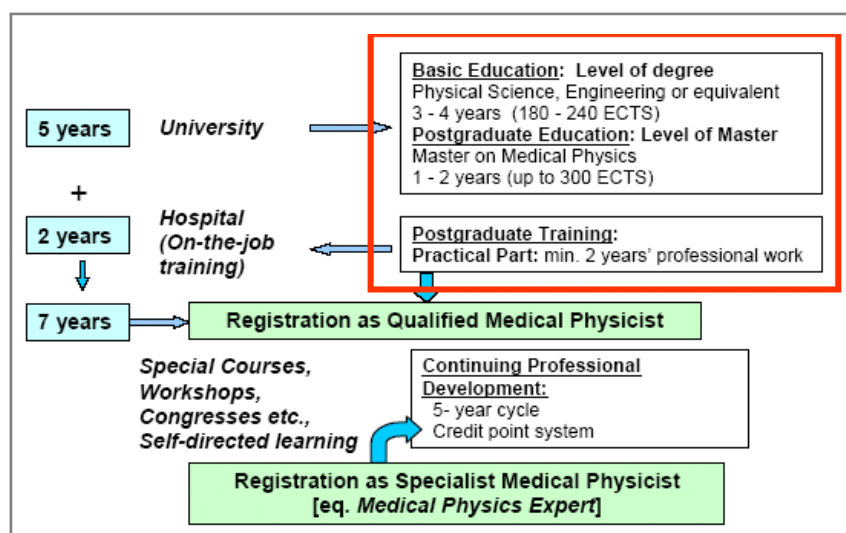 Basic Education: Level of degree
Physical Science, Engineering or equivalent
3 - 4 years (180 - 240 ECTS)
Postgraduate Education: Level of Master
Master on Medical Physics
1 - 2 years (up to 300 ECTS)
5 years
University
+
2 years
Hospital
(On-the-job
training)
Postgraduate Training:
Practical Part: min. 2 years' professional work
7 years
Registration as Qualified Medical Physicist
Special Courses,
Workshops,
Congresses etc.,
Self-directed learning
Continuing Professional
Development:
5- year cycle
Credit point system
Registration as Specialist Medical Physicist
[eq. Medical Physics Expert]